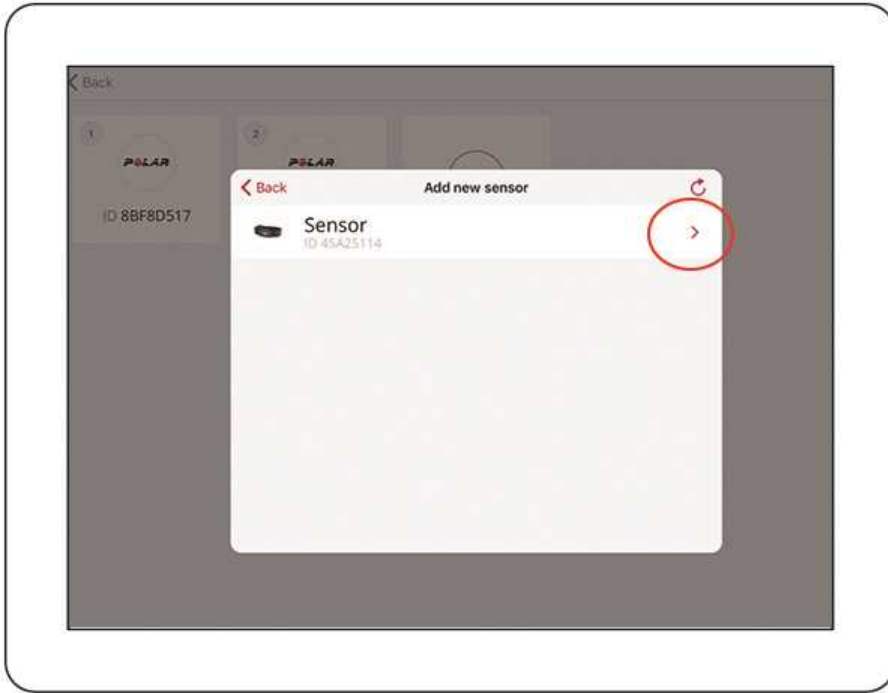 Back
1
2
POLAR
POLAR
ID 8BF8D517
Back
Add new sensor
Sensor
ID 45A25114